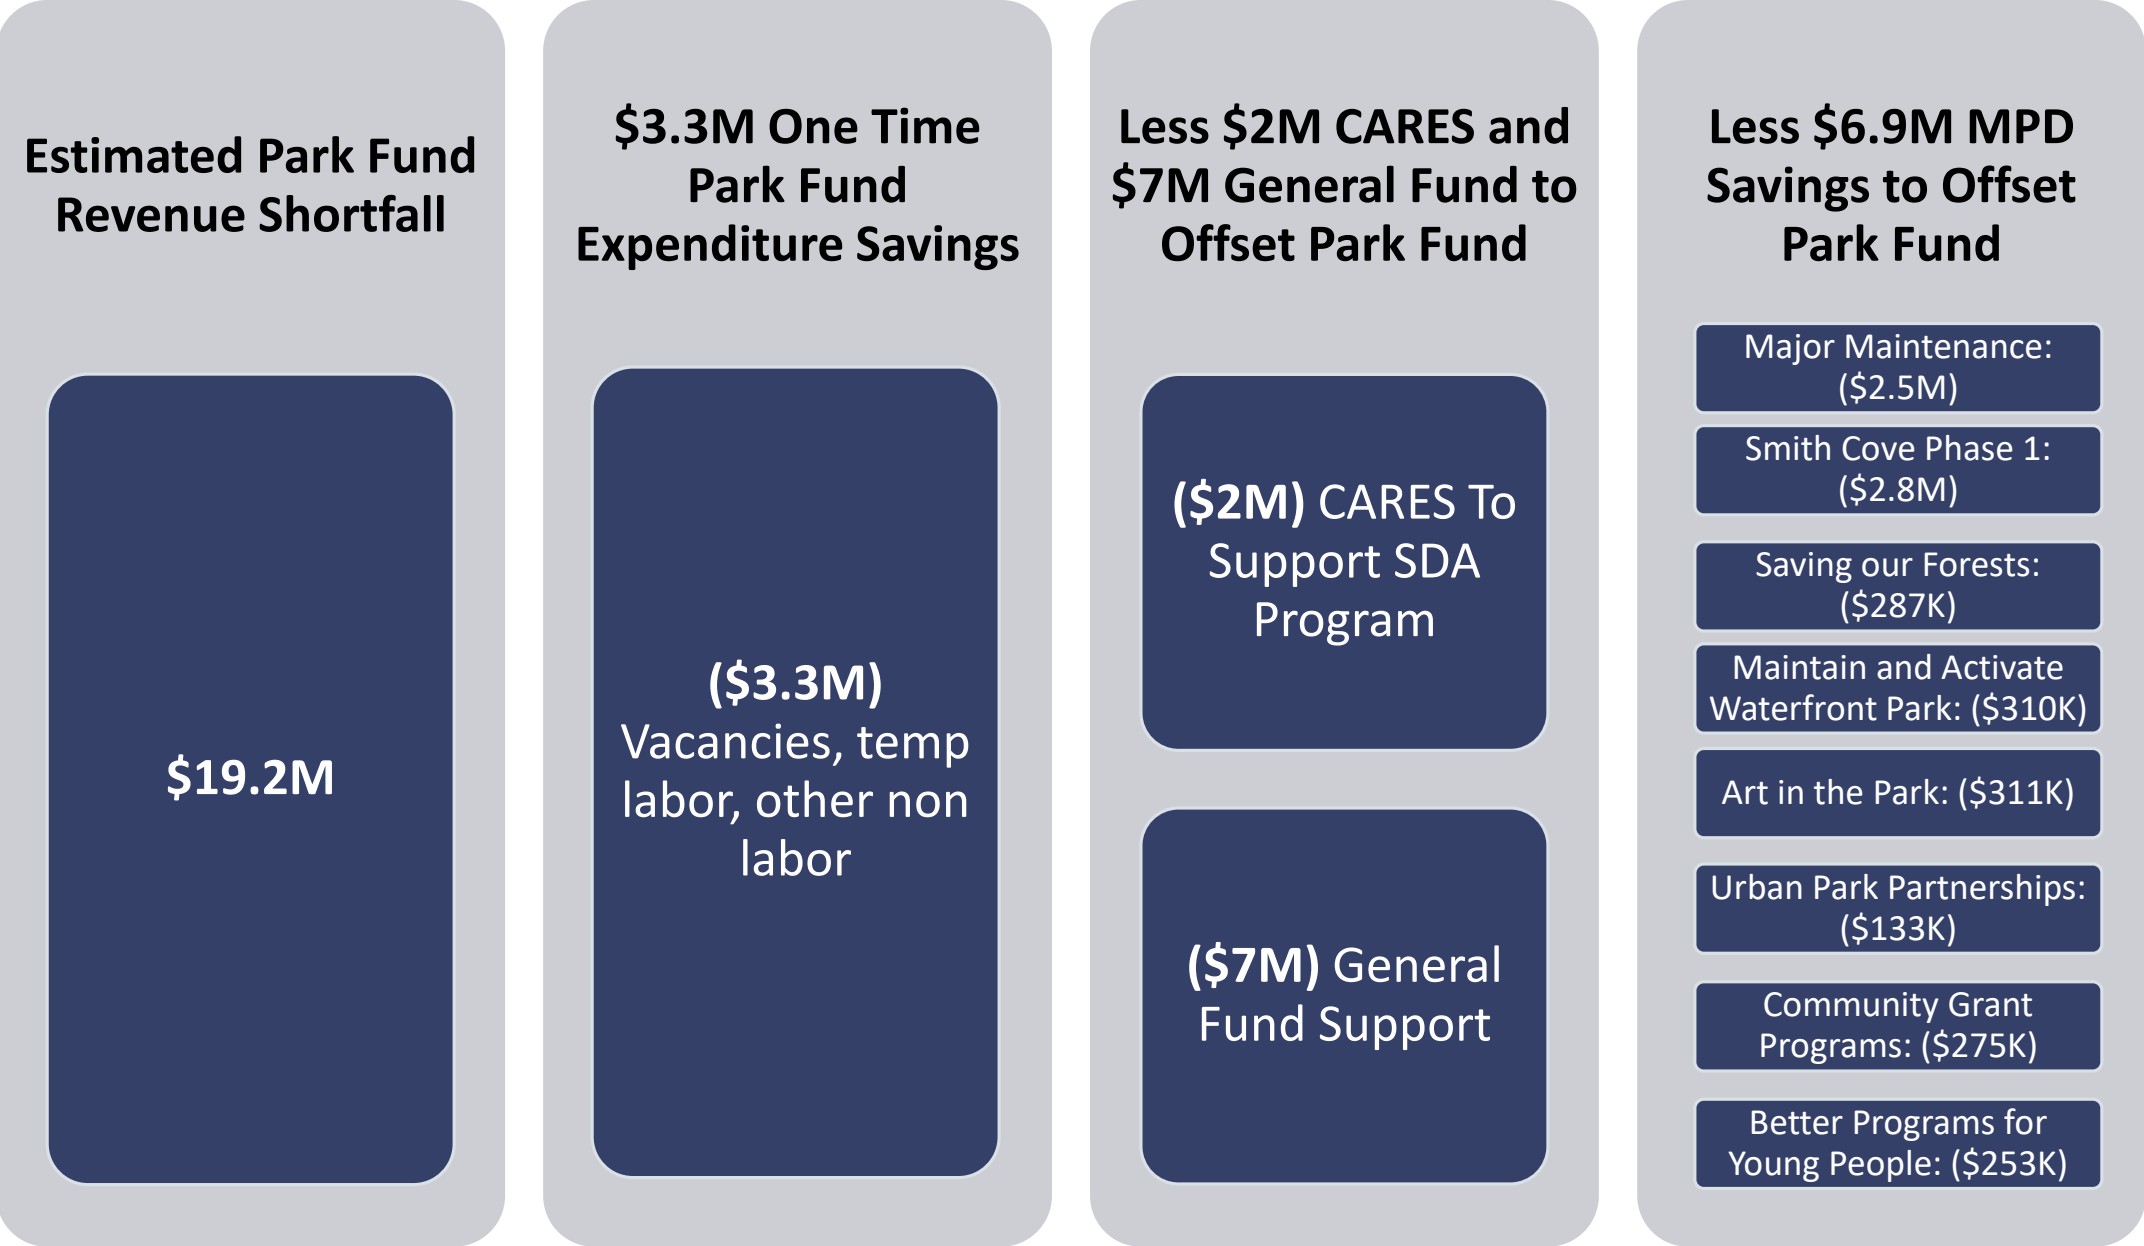 Estimated Park Fund
Revenue Shortfall
$19.2M
$3.3M One Time
Park Fund
Expenditure Savings
($3.3M)
Vacancies, temp
labor, other non
labor
Less $2M CARES and
$7M General Fund to
Offset Park Fund
($2M) CARES To
Support SDA
Program
($7M) General
Fund Support
Less $6.9M MPD
Savings to Offset
Park Fund
Major Maintenance:
($2.5M)
Smith Cove Phase 1:
($2.8M)
Saving our Forests:
($287K)
Maintain and Activate
Waterfront Park: ($310K)
Art in the Park: ($311K)
Urban Park Partnerships:
($133K)
Community Grant
Programs: ($275K)
Better Programs for
Young People: ($253K)